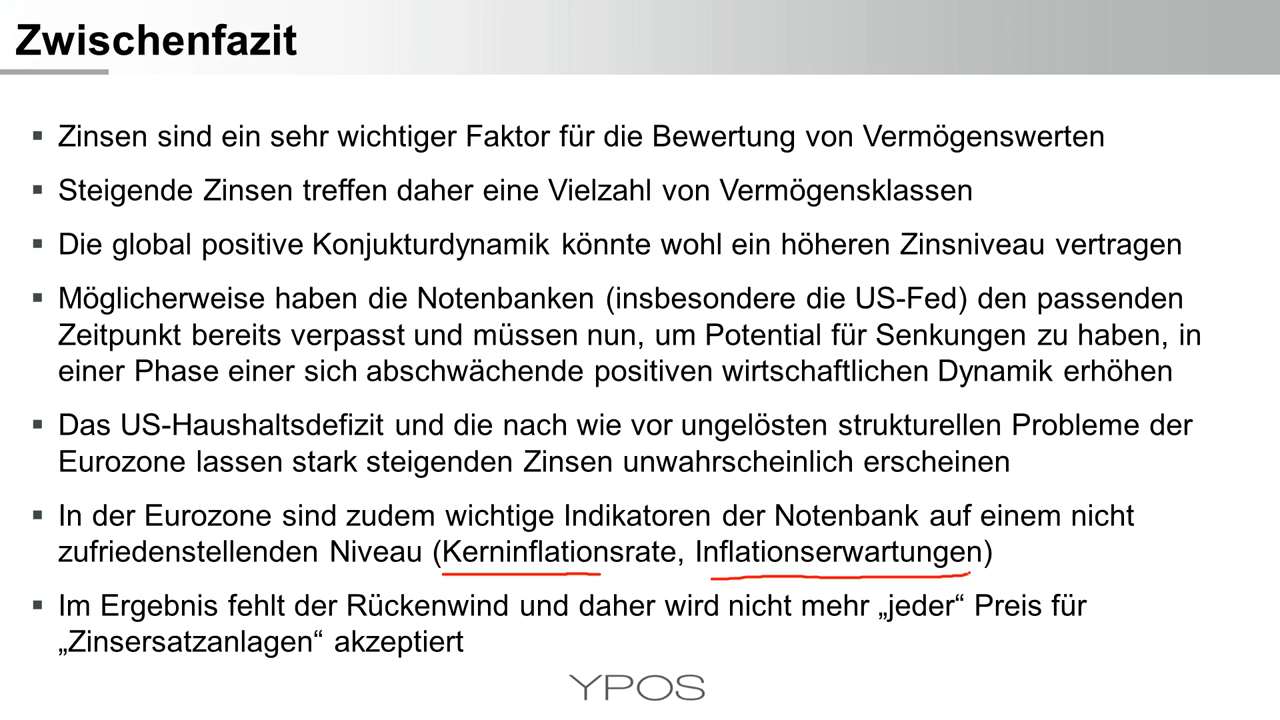 Zwischenfazit
▪ Zinsen sind ein sehr wichtiger Faktor für die Bewertung von Vermögenswerten
▪ Steigende Zinsen treffen daher eine Vielzahl von Vermögensklassen
▪ Die global positive Konjukturdynamik könnte wohl ein höheren Zinsniveau vertragen
▪ Möglicherweise haben die Notenbanken (insbesondere die US-Fed) den passenden
Zeitpunkt bereits verpasst und müssen nun, um Potential für Senkungen zu haben, in
einer Phase einer sich abschwächende positiven wirtschaftlichen Dynamik erhöhen
▪ Das US-Haushaltsdefizit und die nach wie vor ungelösten strukturellen Probleme der
Eurozone lassen stark steigenden Zinsen unwahrscheinlich erscheinen
▪ In der Eurozone sind zudem wichtige Indikatoren der Notenbank auf einem nicht
zufriedenstellenden Niveau (Kerninflationsrate, Inflationserwartungen)
▪ Im Ergebnis fehlt der Rückenwind und daher wird nicht mehr „jeder“ Preis für
„Zinsersatzanlagen“ akzeptiert
YPOS